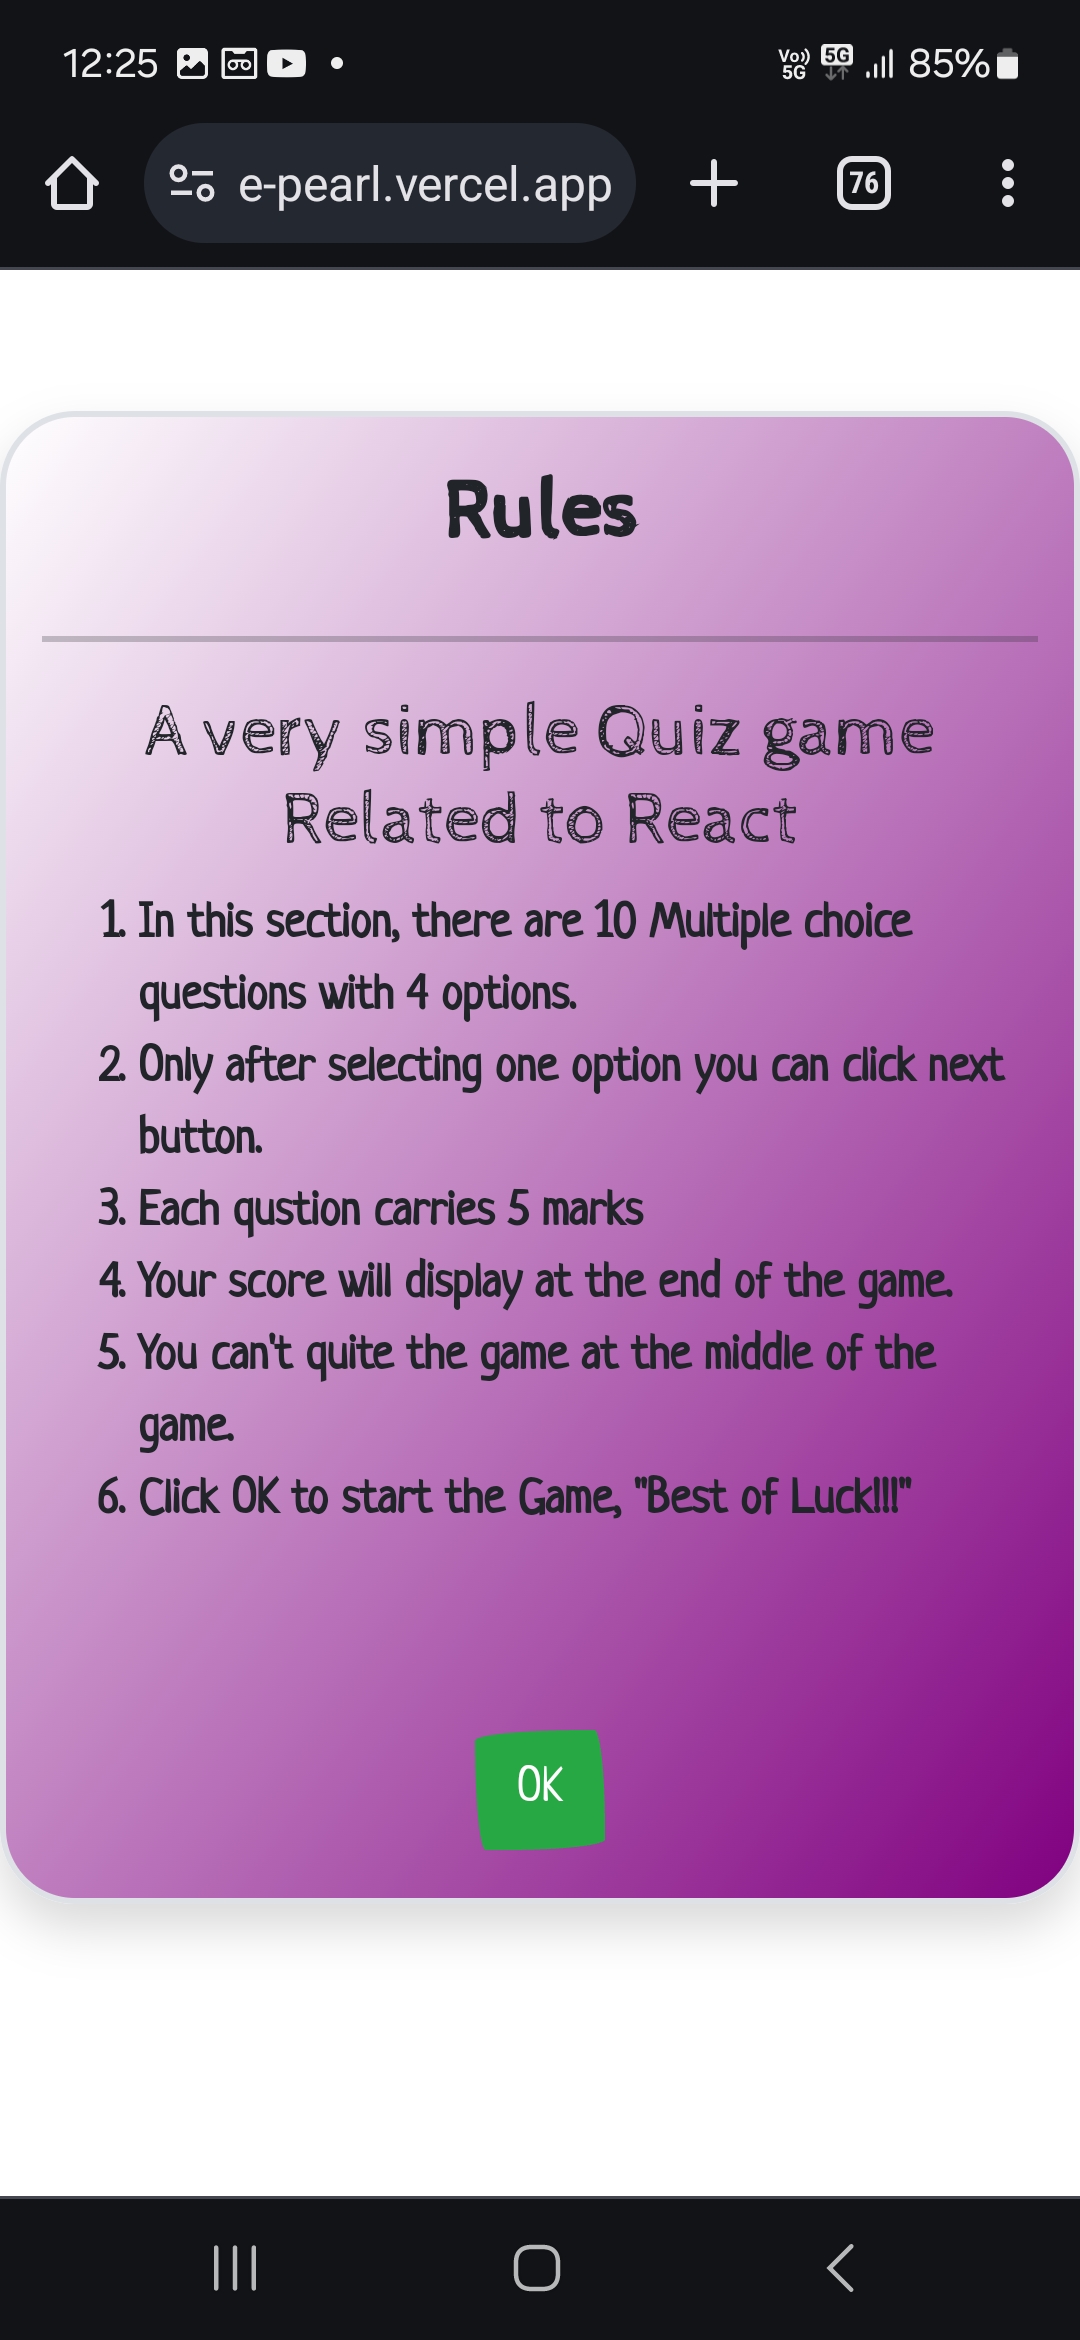 12:25
Vo)) 5G 5G 85%
e-pearl.vercel.app
76
Rules
A very simple Quiz game
Related to React
1. In this section, there are 10 Multiple choice
questions with 4 options.
2. Only after selecting one option you can click next
button.
3. Each qustion carries 5 marks
4. Your score will display at the end of the game.
5. You can't quite the game at the middle of the
game.
6. Click OK to start the Game, "Best of Luck!!!"
OK